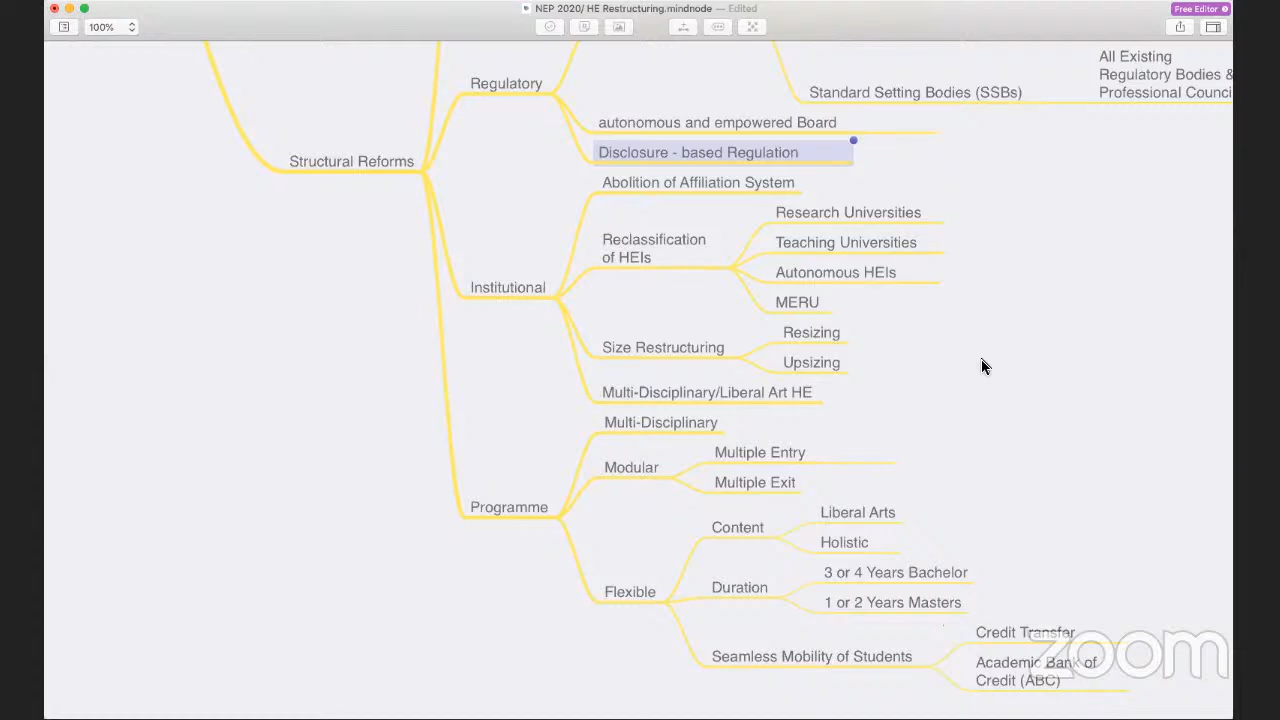 NEP 2020/ HE Restructuring.mindnode — Edited
Free Editor
100%
All Existing
Regulatory Bodies &
Professional Counci
Regulatory
Standard Setting Bodies (SSBs)
autonomous and empowered Board
Disclosure - based Regulation
Structural Reforms
Abolition of Affiliation System
Research Universities
Reclassification
of HEIs
Teaching Universities
Autonomous HEIs
Institutional
MERU
Resizing
Size Restructuring
Upsizing
Multi-Disciplinary/Liberal Art HE
Multi-Disciplinary
Multiple Entry
Modular
Multiple Exit
Programme
Liberal Arts
Content
Holistic
3 or 4 Years Bachelor
Flexible
Duration
1 or 2 Years Masters
Credit Transfer
Seamless Mobility of Students
Academic Bank of
Credit (ABC)
zoom